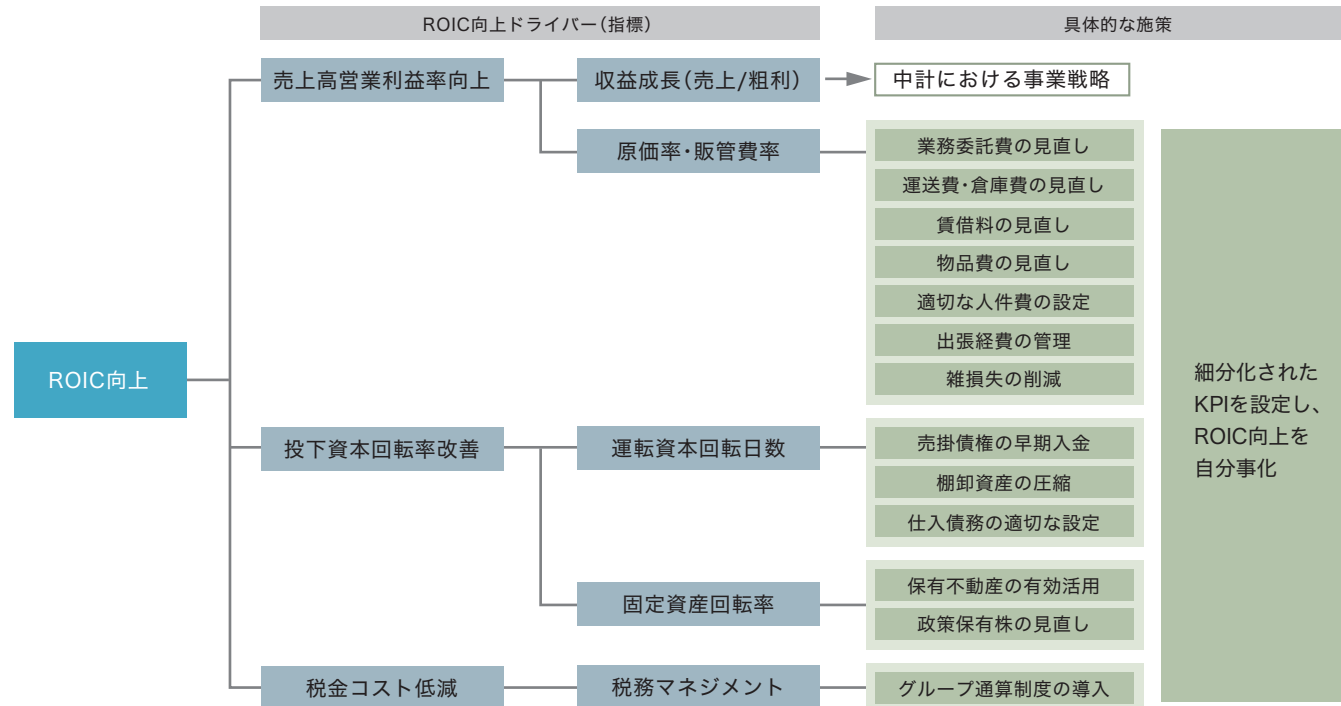 ROIC向上ドライバー(指標)
具体的な施策
ROIC向上
売上高営業利益率向上
収益成長(売上/粗利)
中計における事業戦略
原価率・販管費率
業務委託費の見直し
運送費・倉庫費の見直し
賃借料の見直し
物品費の見直し
適切な人件費の設定
出張経費の管理
雑損失の削減
投下資本回転率改善
運転資本回転日数
売掛債権の早期入金
棚卸資産の圧縮
仕入債務の適切な設定
固定資産回転率
保有不動産の有効活用
政策保有株の見直し
税金コスト低減
税務マネジメント
グループ通算制度の導入
細分化された
KPIを設定し、
ROIC向上を
自分事化